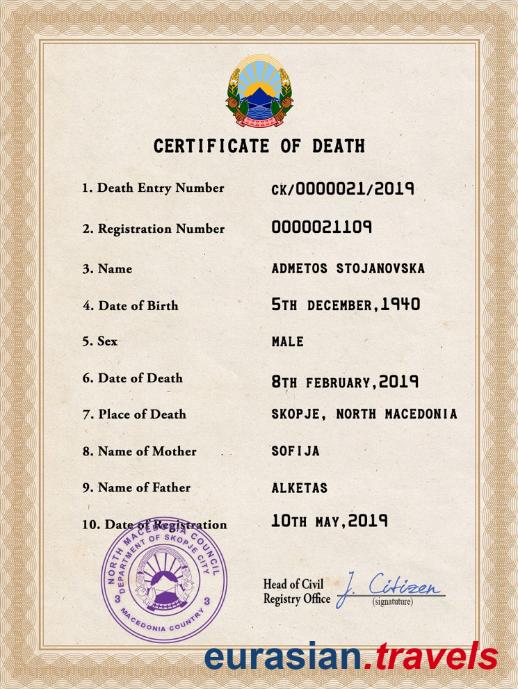 CERTIFICATE OF DEATH
1. Death Entry Number CK/0000021/2019
2. Registration Number 0000021109
3. Name ADMETOS STOJANOVSKA
4. Date of Birth 5TH DECEMBER,1940
5. Sex MALE
6. Date of Death 8TH FEBRUARY,2019
7. Place of Death SKOPJE, NORTH MACEDONIA
8. Name of Mother SOFIJA
9. Name of Father ALKETAS
10. Date of Registration 10TH MAY,2019
NORTH MACEDONIA COUNCIL
DEPARTMENT OF SKOPJE CITY
3 3
MACEDONIA COUNTRY
Head of Civil
Registry Office J. Citizen
(signatuture)
eurasian.travels